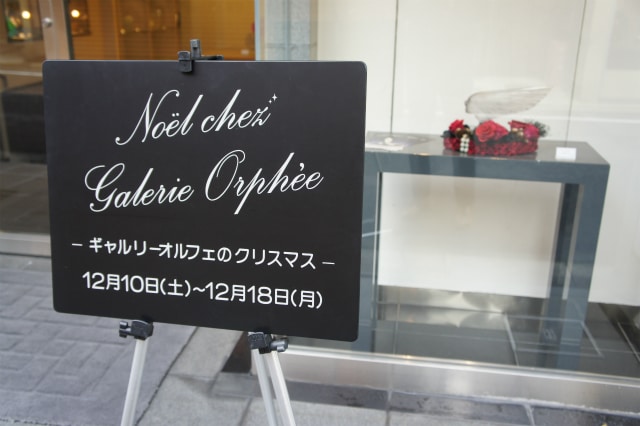 Noël chez
Galerie Orphée
— ギャルリーオルフェのクリスマス —
12月10日(土)~12月18日(月)